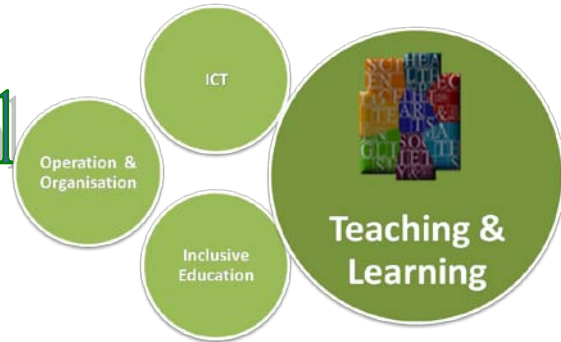 ICT
Operation &
Organisation
Inclusive
Education
Teaching &
Learning